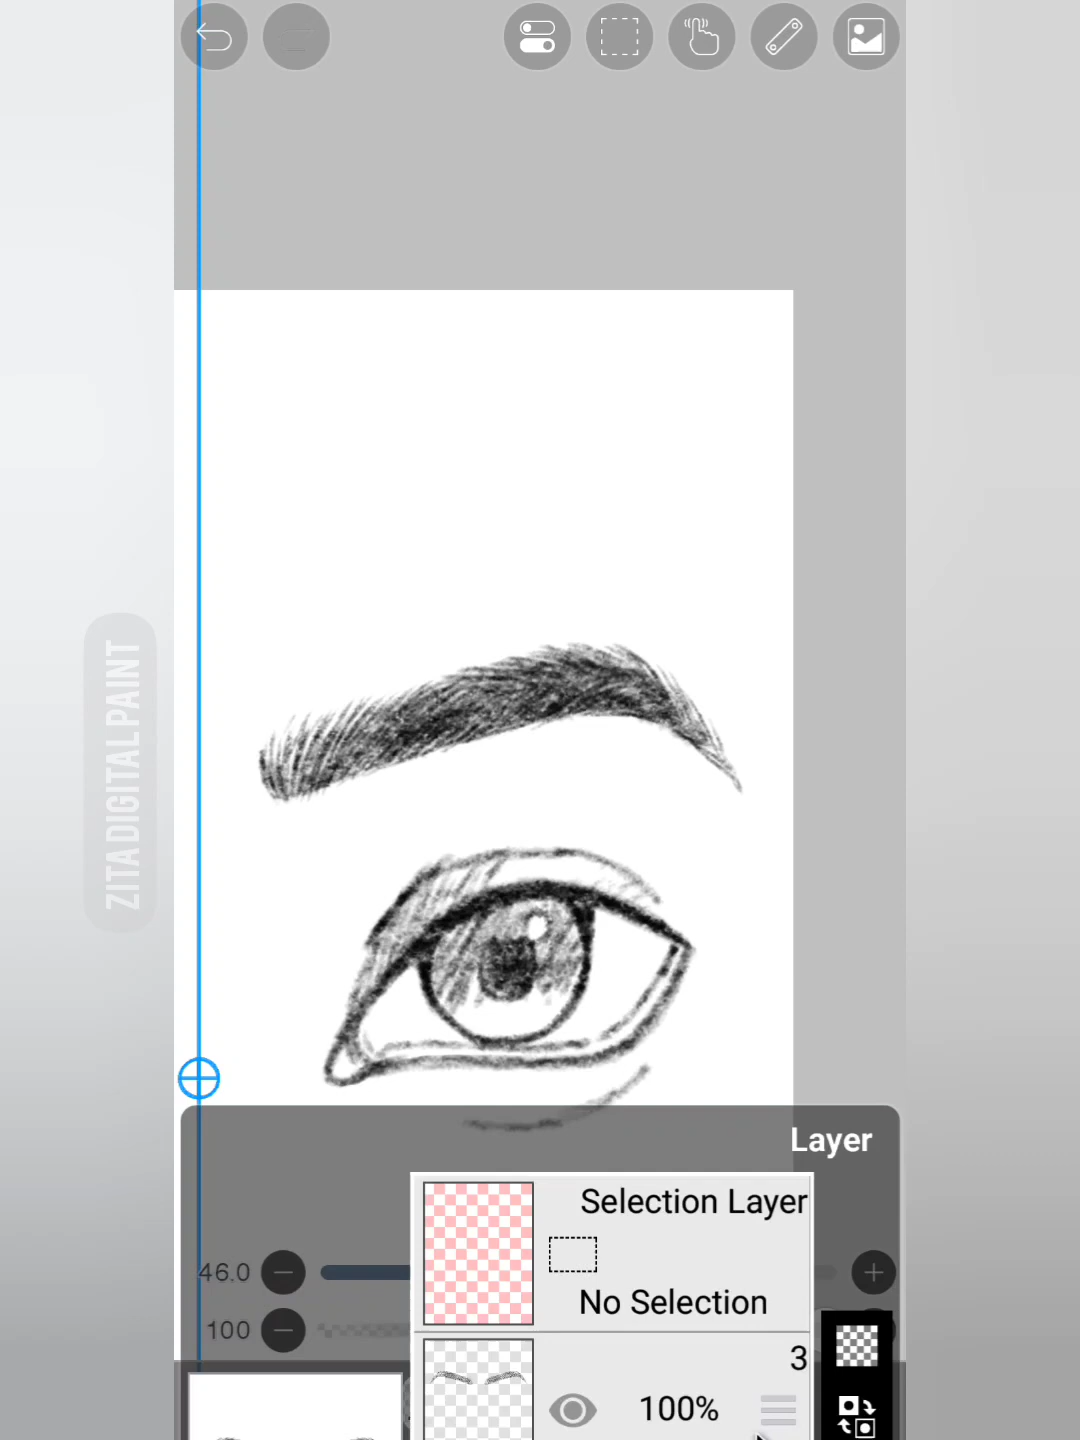 ZITA DIGITAL PAINT
Layer
Selection Layer
46.0
No Selection
100
3
100%